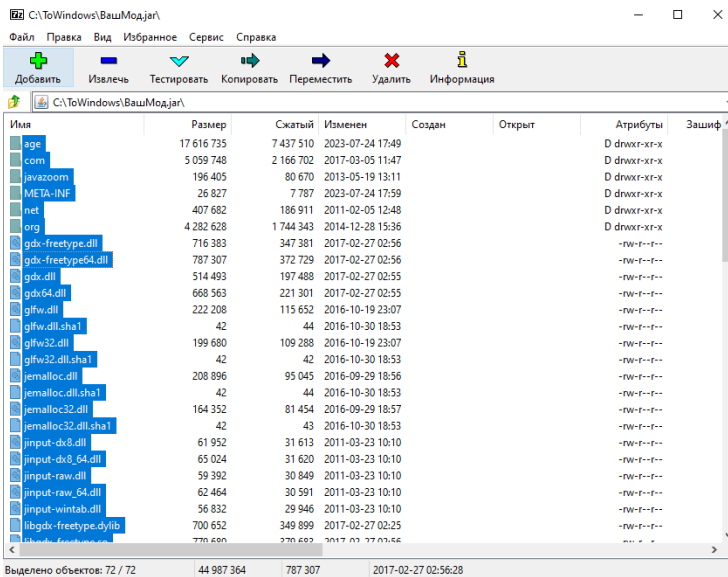 C:\ToWindows\ВашМод.jar\
Файл Правка Вид Избранное Сервис Справка
Добавить Извлечь Тестировать Копировать Переместить Удалить Информация
C:\ToWindows\ВашМод.jar\
Имя Размер Сжатый Изменен Создан Открыт Атрибуты Зашиф
age 17 616 735 7 437 510 2023-07-24 17:49 D drwxr-xr-x
com 5 059 748 2 166 702 2017-03-05 11:47 D drwxr-xr-x
javazoom 196 405 80 670 2013-05-19 13:11 D drwxr-xr-x
META-INF 26 827 7 787 2023-07-24 17:59 D drwxr-xr-x
net 407 682 186 911 2011-02-05 12:48 D drwxr-xr-x
org 4 282 628 1 744 343 2014-12-28 15:36 D drwxr-xr-x
gdx-freetype.dll 716 383 347 381 2017-02-27 02:56 -rw-r--r--
gdx-freetype64.dll 787 307 372 729 2017-02-27 02:56 -rw-r--r--
gdx.dll 514 493 197 488 2017-02-27 02:55 -rw-r--r--
gdx64.dll 668 563 221 301 2017-02-27 02:55 -rw-r--r--
glfw.dll 222 208 115 652 2016-10-19 23:07 -rw-r--r--
glfw.dll.sha1 42 44 2016-10-30 18:53 -rw-r--r--
glfw32.dll 199 680 109 288 2016-10-19 23:07 -rw-r--r--
glfw32.dll.sha1 42 42 2016-10-30 18:53 -rw-r--r--
jemalloc.dll 208 896 95 045 2016-09-29 18:56 -rw-r--r--
jemalloc.dll.sha1 42 44 2016-10-30 18:53 -rw-r--r--
jemalloc32.dll 164 352 81 454 2016-09-29 18:57 -rw-r--r--
jemalloc32.dll.sha1 42 43 2016-10-30 18:53 -rw-r--r--
jinput-dx8.dll 61 952 31 613 2011-03-23 10:10 -rw-r--r--
jinput-dx8_64.dll 65 024 31 620 2011-03-23 10:10 -rw-r--r--
jinput-raw.dll 59 392 30 849 2011-03-23 10:10 -rw-r--r--
jinput-raw_64.dll 62 464 30 591 2011-03-23 10:10 -rw-r--r--
jinput-wintab.dll 56 832 29 946 2011-03-23 10:10 -rw-r--r--
libgdx-freetype.dylib 700 652 349 899 2017-02-27 02:25 -rw-r--r--
libgdx-freetype.so 779 680 379 683 2017-02-27 02:56 -rw-r--r--
Выделено объектов: 72 / 72 44 987 364 787 307 2017-02-27 02:56:28